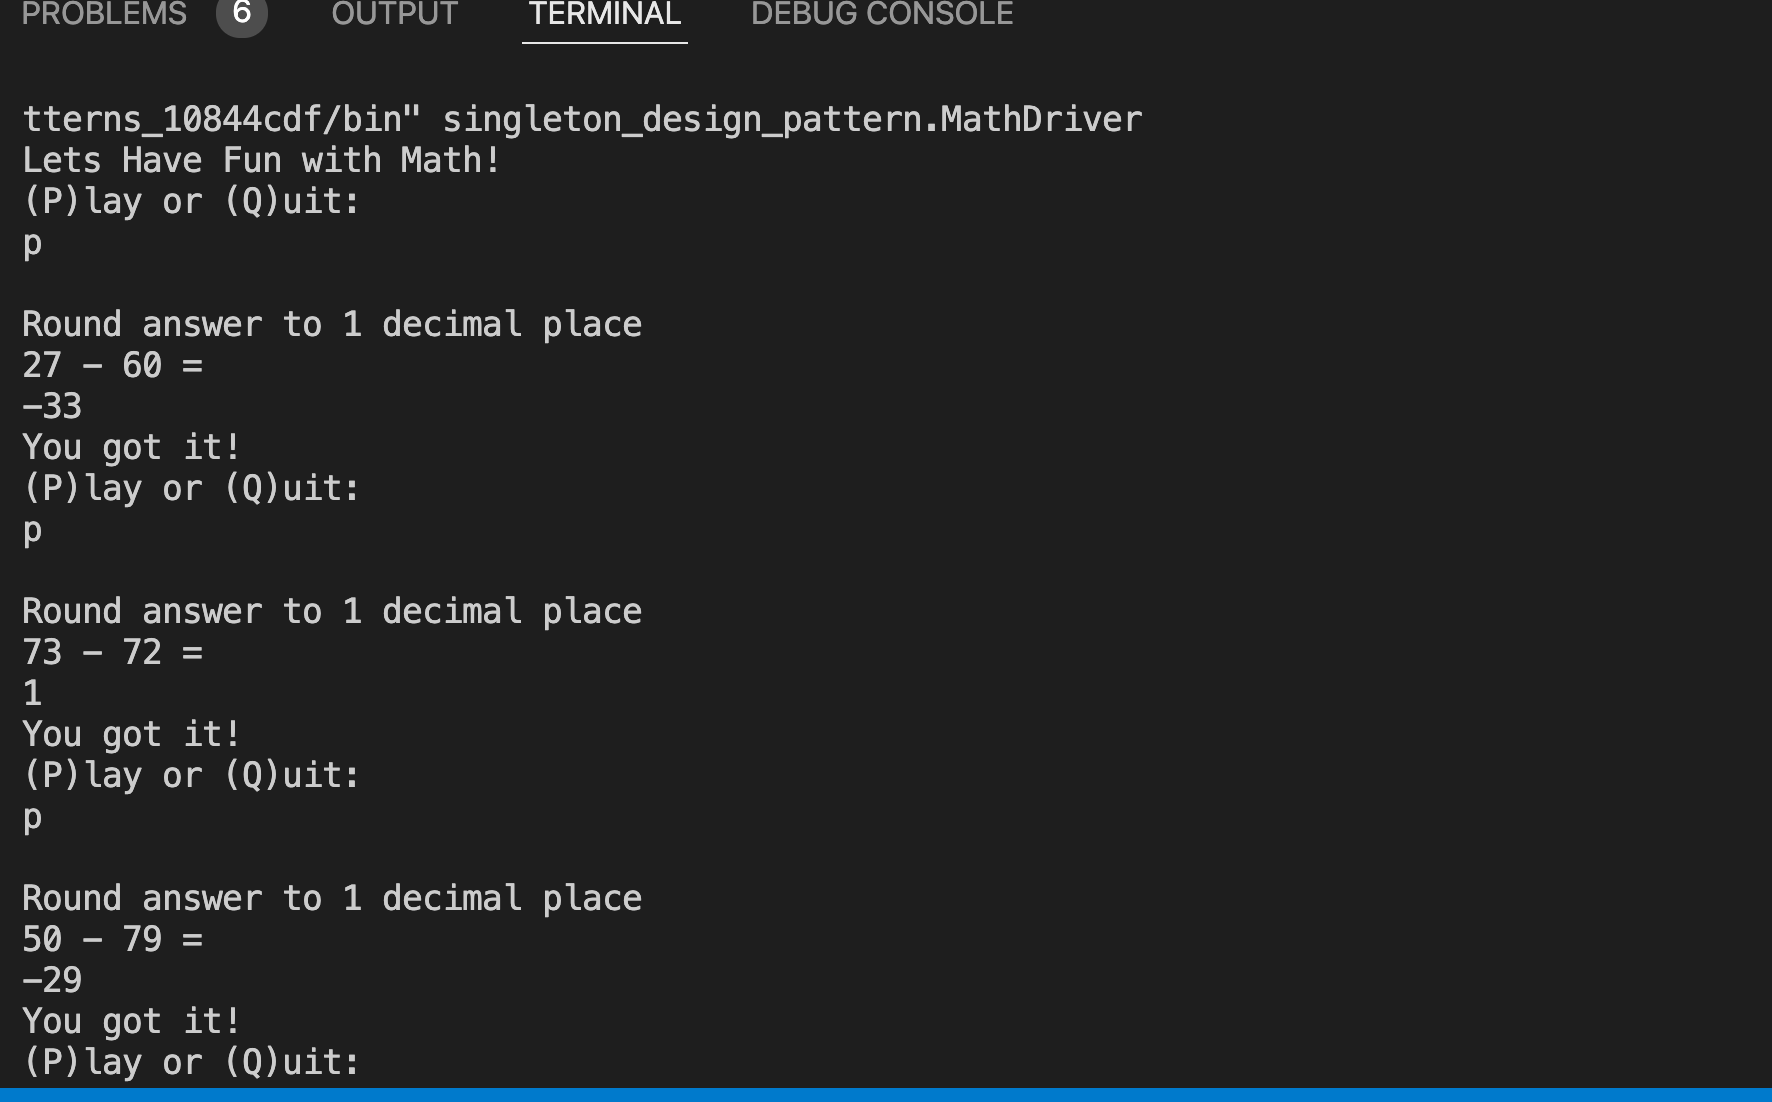 PROBLEMS 6 OUTPUT TERMINAL DEBUG CONSOLE
tterns_10844cdf/bin" singleton_design_pattern.MathDriver
Lets Have Fun with Math!
(P)lay or (Q)uit:
p
Round answer to 1 decimal place
27 - 60 =
-33
You got it!
(P)lay or (Q)uit:
p
Round answer to 1 decimal place
73 - 72 =
1
You got it!
(P)lay or (Q)uit:
p
Round answer to 1 decimal place
50 - 79 =
-29
You got it!
(P)lay or (Q)uit: